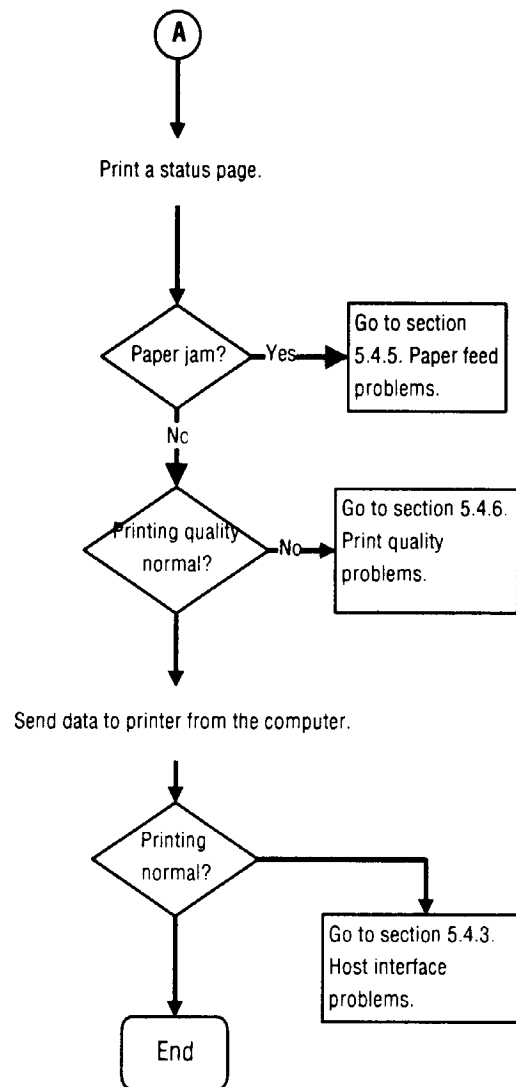 A
Print a status page.
Paper jam?
Yes
Go to section
5.4.5. Paper feed
problems.
No
Printing quality
normal?
No
Go to section 5.4.6.
Print quality
problems.
Send data to printer from the computer.
Printing
normal?
Go to section 5.4.3.
Host interface
problems.
End